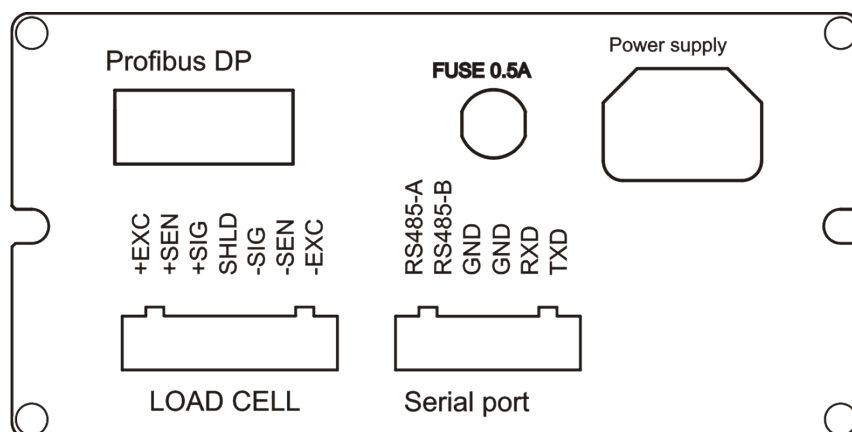 Power supply
Profibus DP
FUSE 0.5A
+EXC
+SEN
+SIG
SHLD
-SIG
-SEN
-EXC
RS485-A
RS485-B
GND
GND
RXD
TXD
LOAD CELL
Serial port